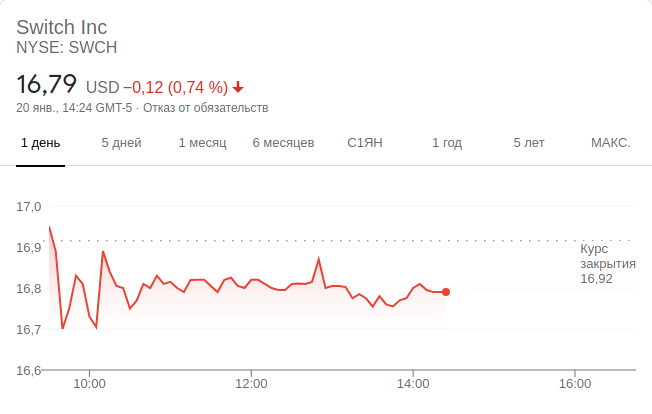 Switch Inc
NYSE: SWCH
16,79 USD −0,12 (0,74 %)
20 янв., 14:24 GMT-5 · Отказ от обязательств
1 день 5 дней 1 месяц 6 месяцев С1ЯН 1 год 5 лет МАКС.
17,0
16,9
Курс
закрытия
16,92
16,8
16,7
16,6
10:00 12:00 14:00 16:00